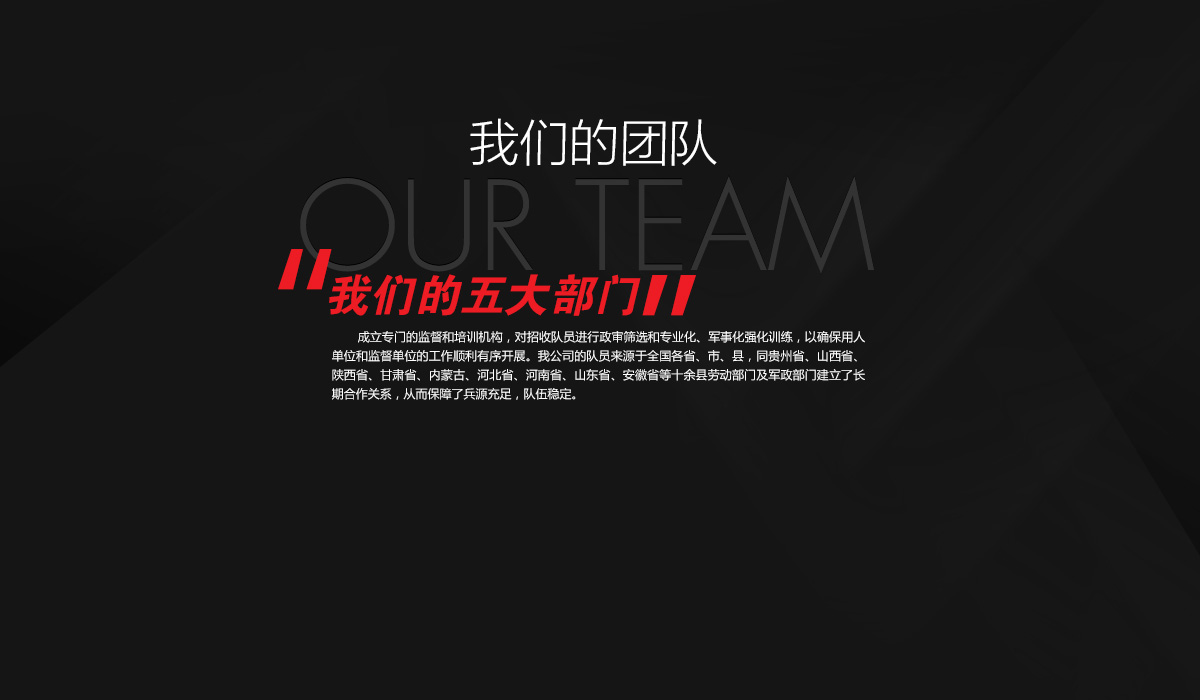 我们的团队
OUR TEAM
"我们的五大部门"
成立专门的监督和培训机构，对招收队员进行政审筛选和专业化、军事化强化训练，以确保用人
单位和监督单位的工作顺利有序开展。我公司的队员来源于全国各省、市、县，同贵州省、山西省、
陕西省、甘肃省、内蒙古、河北省、河南省、山东省、安徽省等十余县劳动部门及军政部门建立了长
期合作关系，从而保障了兵源充足，队伍稳定。